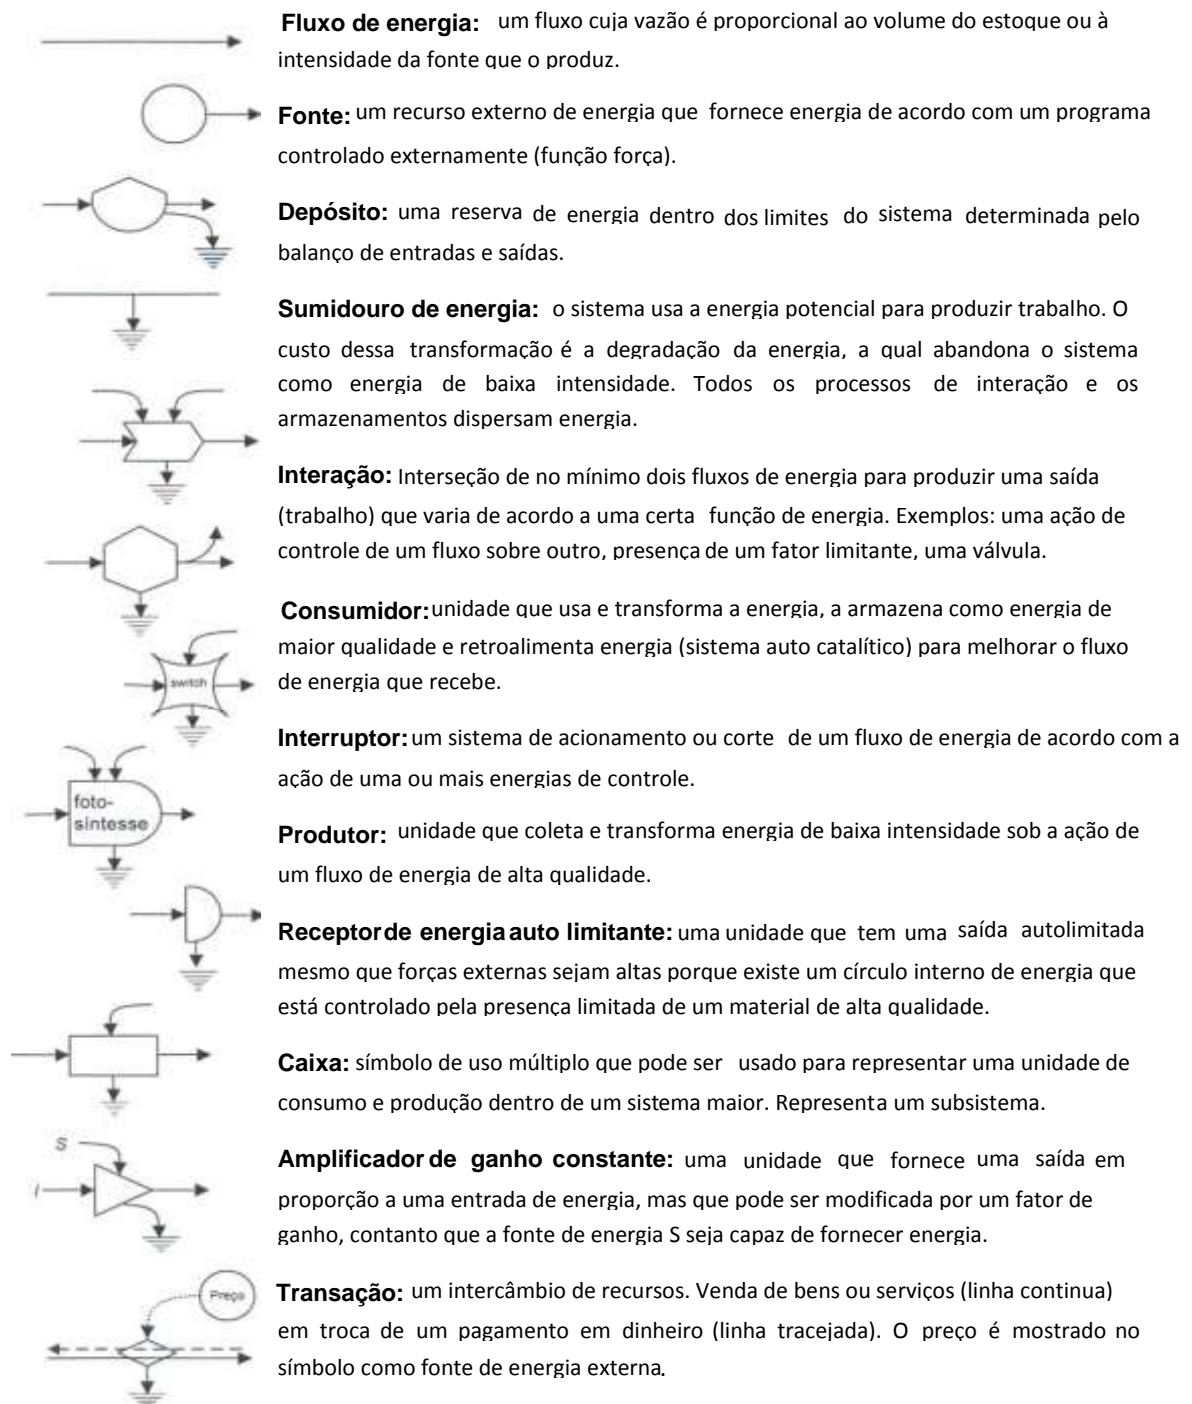 Fluxo de energia: um fluxo cuja vazão é proporcional ao volume do estoque ou à
intensidade da fonte que o produz.
Fonte: um recurso externo de energia que fornece energia de acordo com um programa
controlado externamente (função força).
Depósito: uma reserva de energia dentro dos limites do sistema determinada pelo
balanço de entradas e saídas.
Sumidouro de energia: o sistema usa a energia potencial para produzir trabalho. O
custo dessa transformação é a degradação da energia, a qual abandona o sistema
como energia de baixa intensidade. Todos os processos de interação e os
armazenamentos dispersam energia.
Interação: Interseção de no mínimo dois fluxos de energia para produzir uma saída
(trabalho) que varia de acordo a uma certa função de energia. Exemplos: uma ação de
controle de um fluxo sobre outro, presença de um fator limitante, uma válvula.
Consumidor: unidade que usa e transforma a energia, a armazena como energia de
maior qualidade e retroalimenta energia (sistema auto catalítico) para melhorar o fluxo
de energia que recebe.
switch
Interruptor: um sistema de acionamento ou corte de um fluxo de energia de acordo com a
ação de uma ou mais energias de controle.
foto-
síntesse
Produtor: unidade que coleta e transforma energia de baixa intensidade sob a ação de
um fluxo de energia de alta qualidade.
Receptor de energia auto limitante: uma unidade que tem uma saída autolimitada
mesmo que forças externas sejam altas porque existe um círculo interno de energia que
está controlado pela presença limitada de um material de alta qualidade.
Caixa: símbolo de uso múltiplo que pode ser usado para representar uma unidade de
consumo e produção dentro de um sistema maior. Representa um subsistema.
S
I
Amplificador de ganho constante: uma unidade que fornece uma saída em
proporção a uma entrada de energia, mas que pode ser modificada por um fator de
ganho, contanto que a fonte de energia S seja capaz de fornecer energia.
Preço
Transação: um intercâmbio de recursos. Venda de bens ou serviços (linha continua)
em troca de um pagamento em dinheiro (linha tracejada). O preço é mostrado no
símbolo como fonte de energia externa.